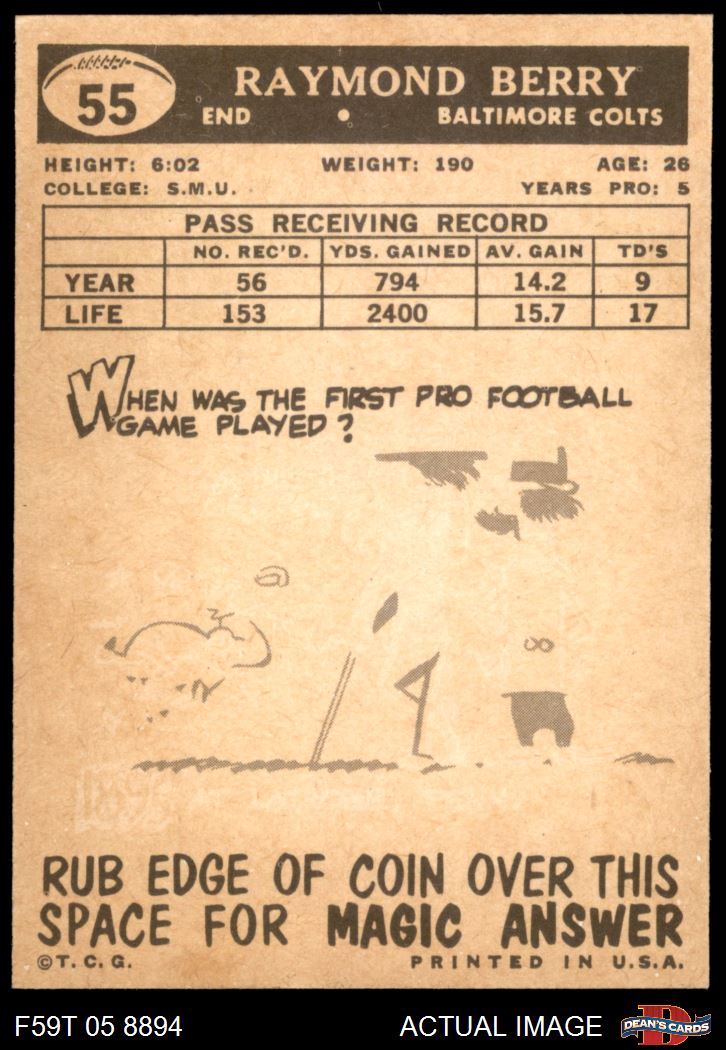 55
RAYMOND BERRY
END • BALTIMORE COLTS
HEIGHT: 6:02 WEIGHT: 190 AGE: 26
COLLEGE: S.M.U. YEARS PRO: 5
PASS RECEIVING RECORD
NO. REC'D. YDS. GAINED AV. GAIN TD'S
YEAR 56 794 14.2 9
LIFE 153 2400 15.7 17
WHEN WAS THE FIRST PRO FOOTBALL
GAME PLAYED?
RUB EDGE OF COIN OVER THIS
SPACE FOR MAGIC ANSWER
©T.C.G. PRINTED IN U.S.A.
F59T 05 8894 ACTUAL IMAGE DEAN'S CARDS